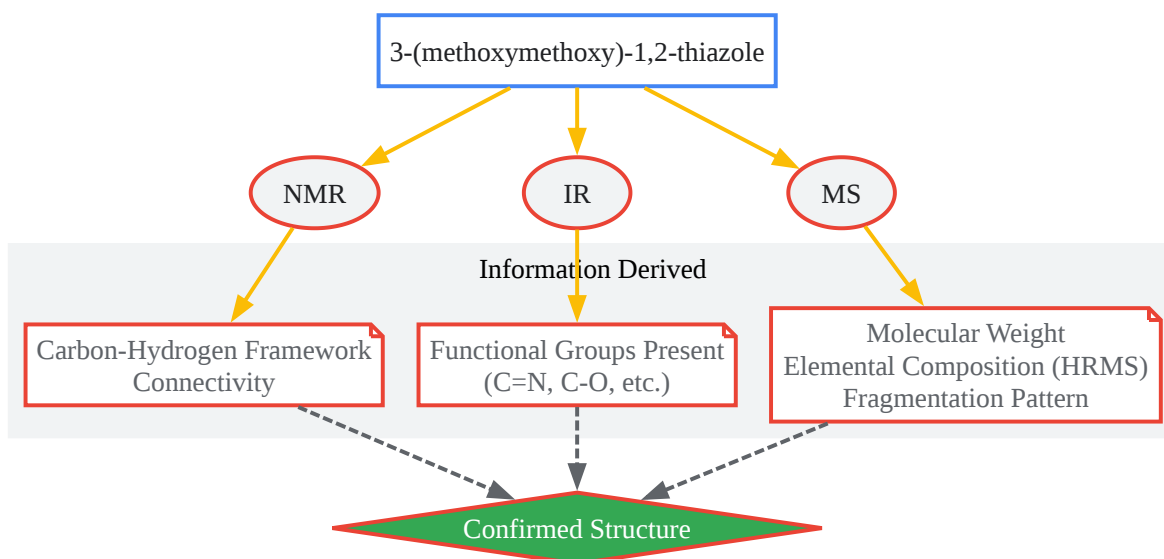 3-(methoxymethoxy)-1,2-thiazole
NMR
IR
MS
Information Derived
Carbon-Hydrogen Framework
Connectivity
Functional Groups Present
(C=N, C-O, etc.)
Molecular Weight
Elemental Composition (HRMS)
Fragmentation Pattern
Confirmed Structure